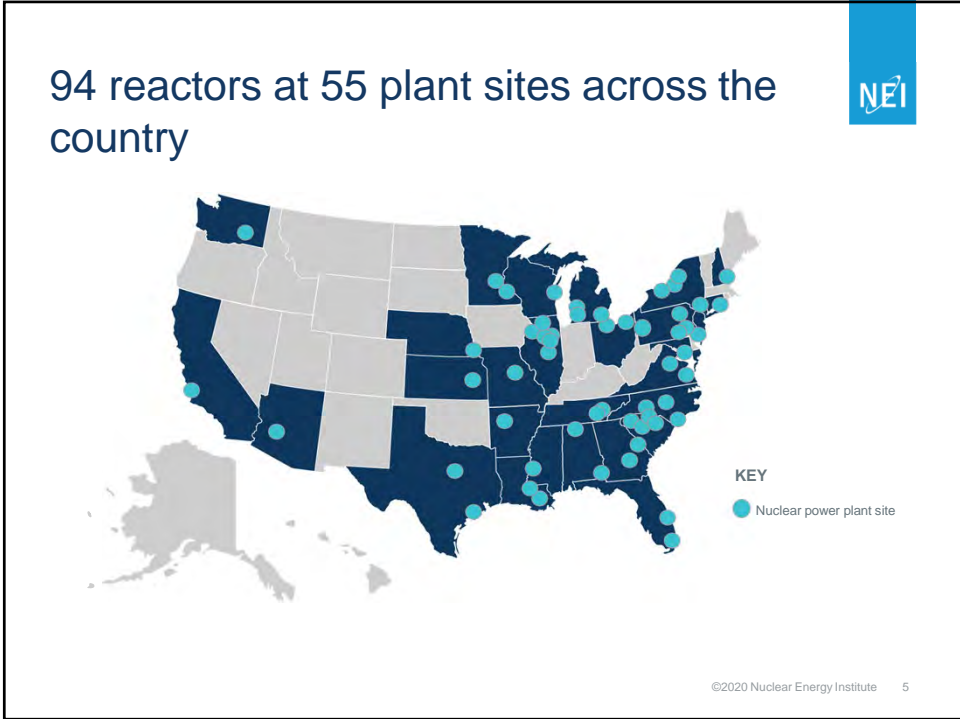 94 reactors at 55 plant sites across the
country
NEI
KEY
Nuclear power plant site
©2020 Nuclear Energy Institute 5